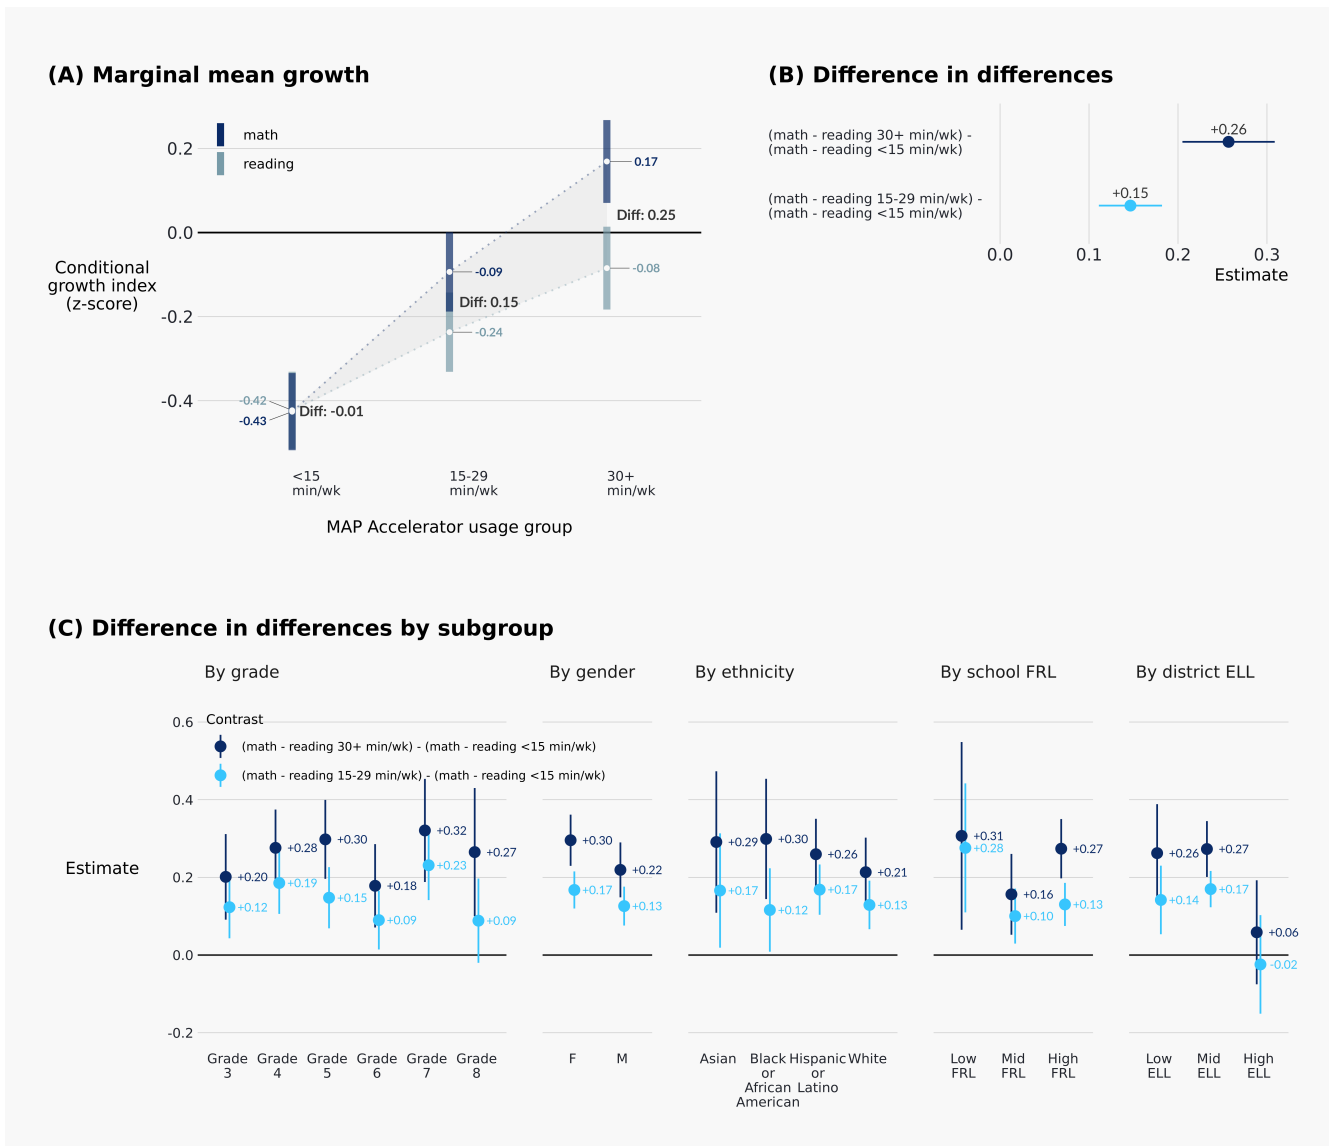 (A) Marginal mean growth
math
reading
0.2
0.0
-0.2
-0.4
Conditional
growth index
(z-score)
0.17
Diff: 0.25
-0.08
-0.09
Diff: 0.15
-0.24
-0.42
-0.43
Diff: -0.01
<15
min/wk
15-29
min/wk
30+
min/wk
MAP Accelerator usage group
(B) Difference in differences
(math - reading 30+ min/wk) -
(math - reading <15 min/wk)
+0.26
(math - reading 15-29 min/wk) -
(math - reading <15 min/wk)
+0.15
0.0 0.1 0.2 0.3
Estimate
(C) Difference in differences by subgroup
By grade
By gender
By ethnicity
By school FRL
By district ELL
Contrast
(math - reading 30+ min/wk) - (math - reading <15 min/wk)
(math - reading 15-29 min/wk) - (math - reading <15 min/wk)
0.6
0.4
0.2
0.0
-0.2
Estimate
+0.20
+0.12
+0.28
+0.19
+0.30
+0.15
+0.18
+0.09
+0.32
+0.23
+0.27
+0.09
+0.30
+0.17
+0.22
+0.13
+0.29
+0.17
+0.30
+0.12
+0.26
+0.17
+0.21
+0.13
+0.31
+0.28
+0.16
+0.10
+0.27
+0.13
+0.26
+0.14
+0.27
+0.17
+0.06
-0.02
Grade
3
Grade
4
Grade
5
Grade
6
Grade
7
Grade
8
F
M
Asian
Black
or
African
American
Hispanic
or
Latino
White
Low
FRL
Mid
FRL
High
FRL
Low
ELL
Mid
ELL
High
ELL